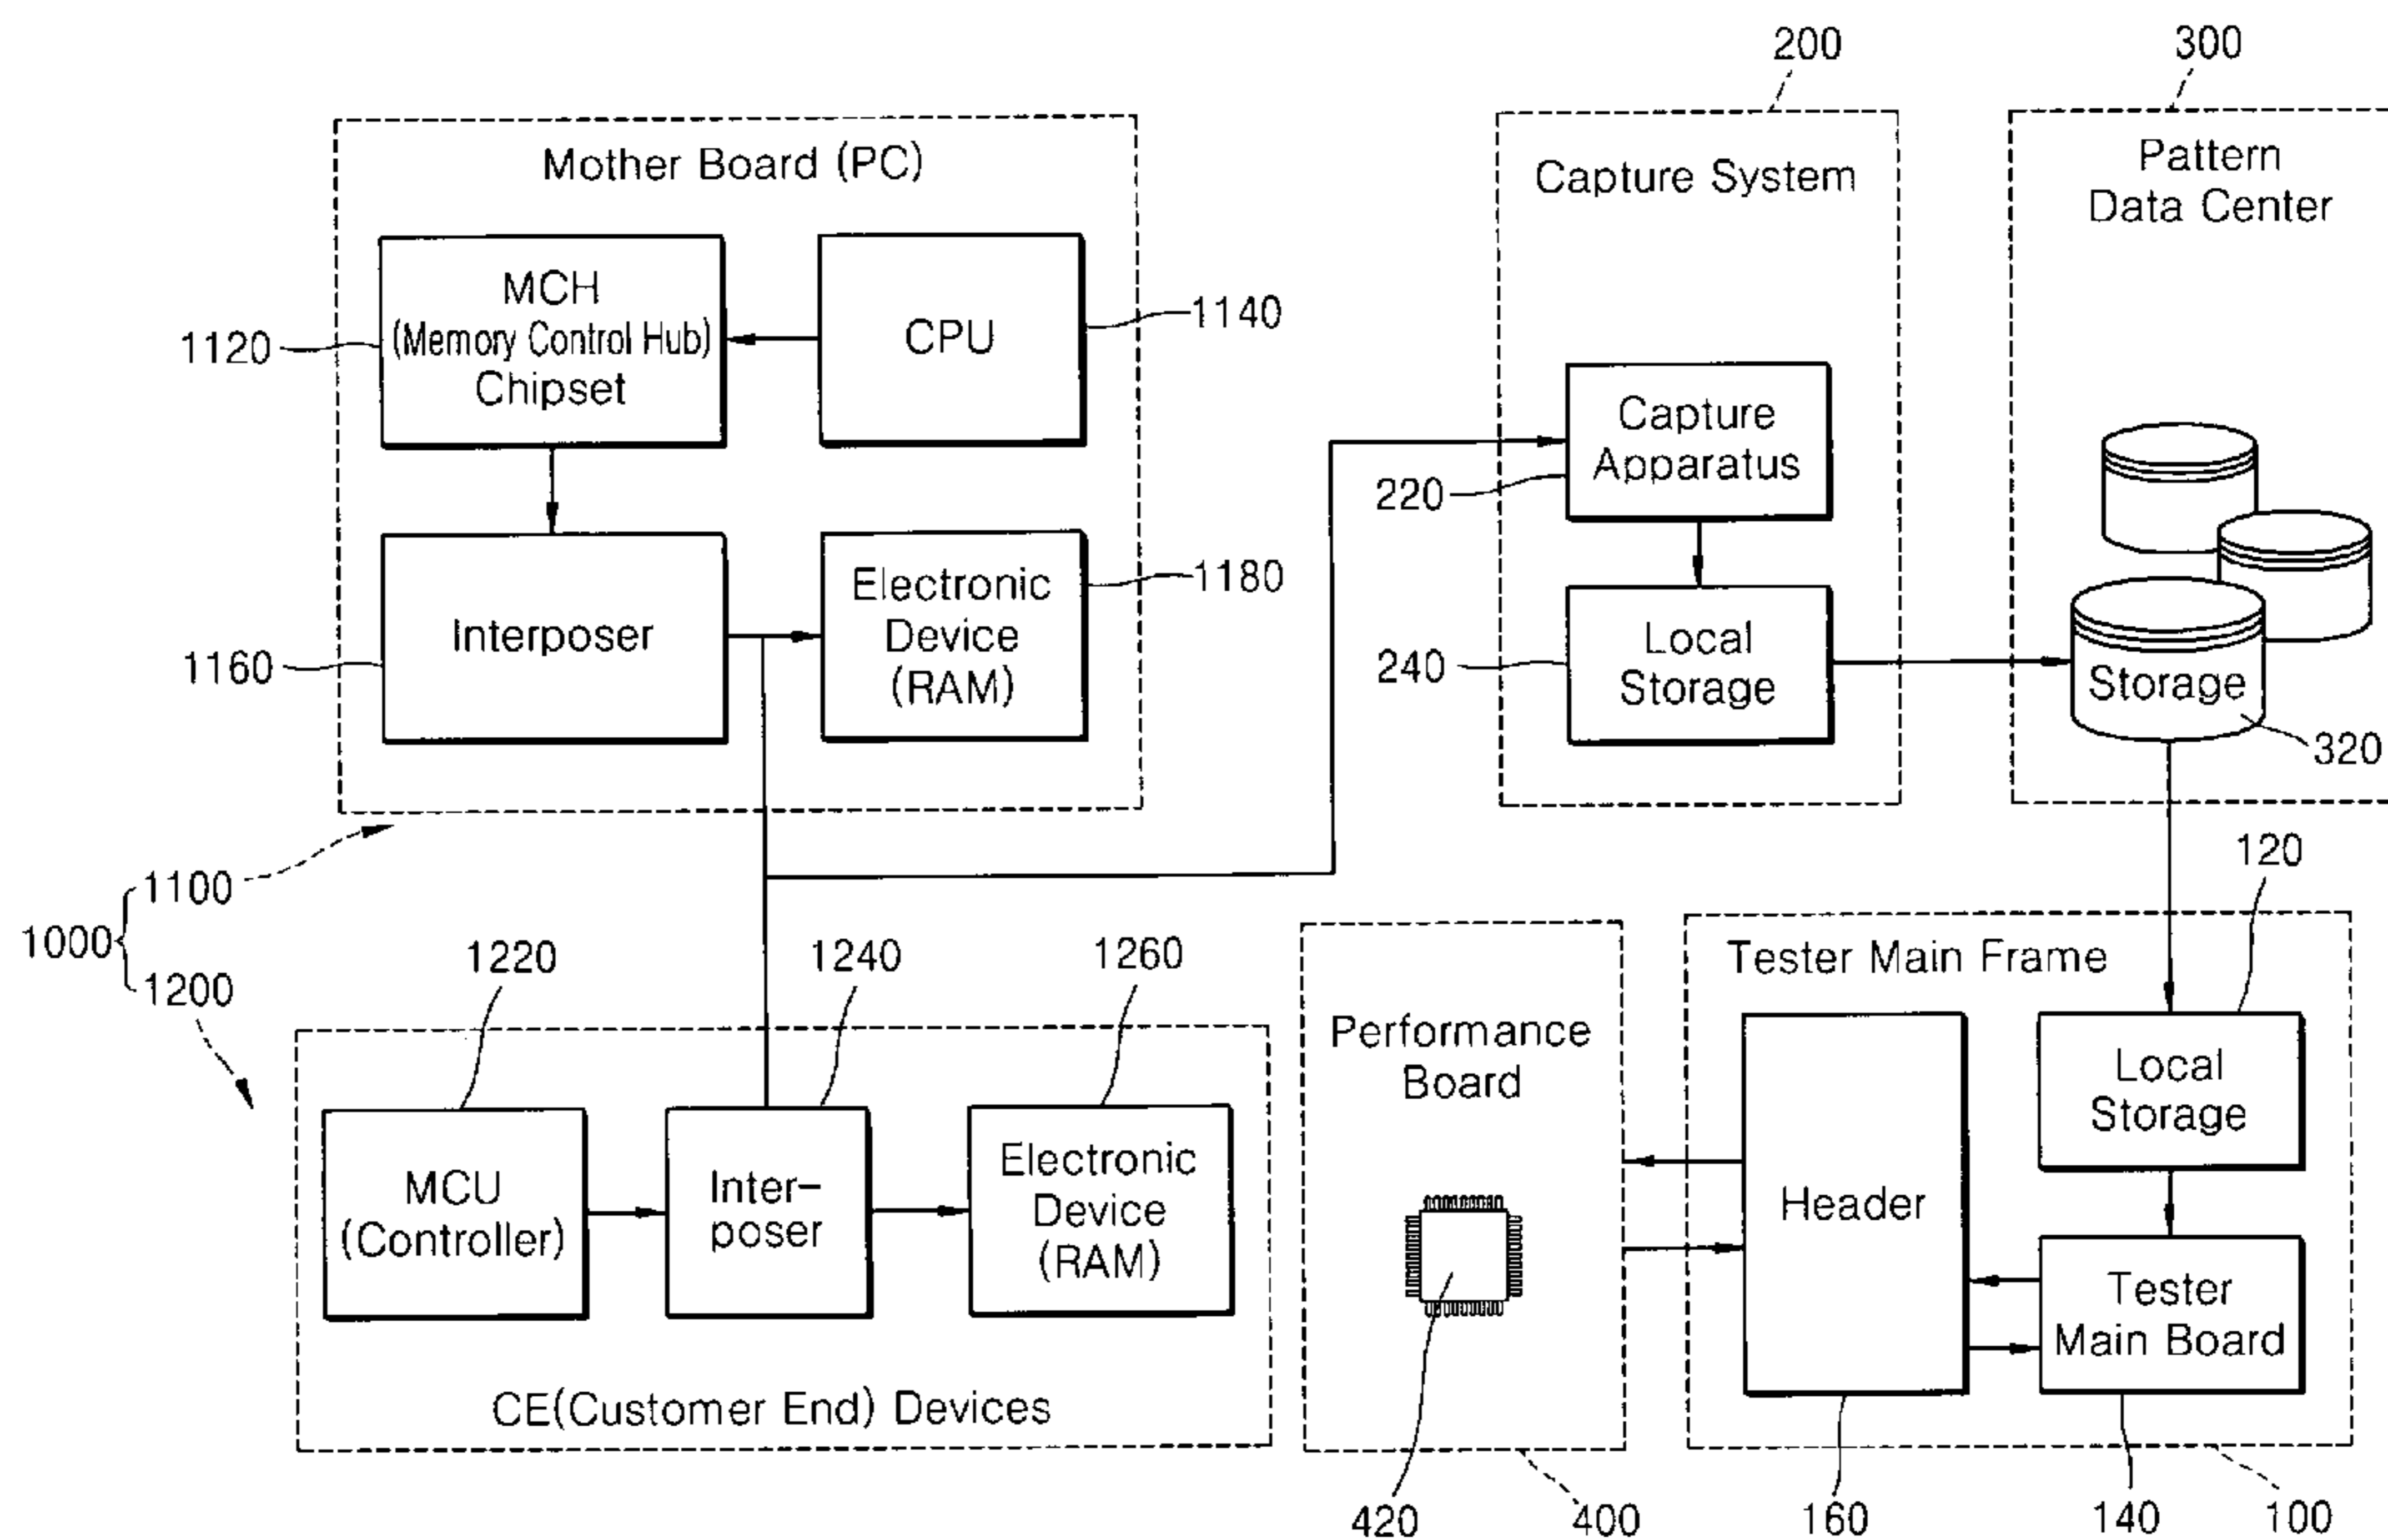 200
300
Mother Board (PC)
Capture System
Pattern
Data Center
MCH
(Memory Control Hub)
Chipset
1120
CPU
1140
Capture
Apparatus
220
Interposer
1160
Electronic
Device
(RAM)
1180
Local
Storage
240
Storage
320
1000
1100
1200
1220
1240
1260
MCU
(Controller)
Inter-
poser
Electronic
Device
(RAM)
CE(Customer End) Devices
Performance
Board
420
400
Tester Main Frame
120
Header
Local
Storage
Tester
Main Board
160
140
100